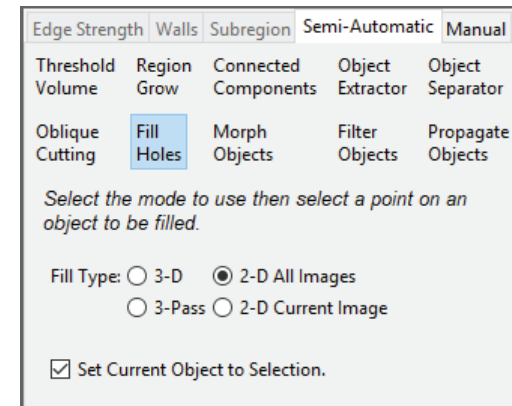 Edge Strength Walls Subregion Semi-Automatic Manual
Threshold Volume
Region Grow
Connected Components
Object Extractor
Object Separator
Oblique Cutting
Fill Holes
Morph Objects
Filter Objects
Propagate Objects
Select the mode to use then select a point on an
object to be filled.
Fill Type: 3-D 2-D All Images
3-Pass 2-D Current Image
Set Current Object to Selection.